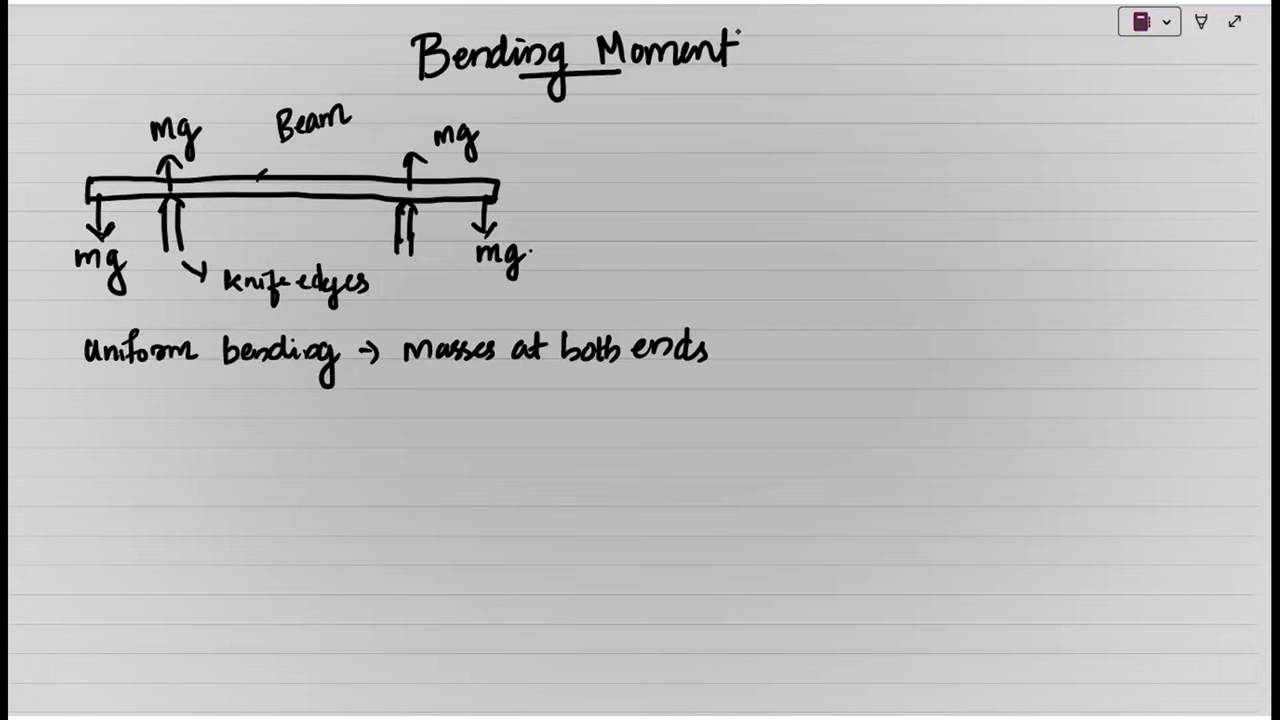 Bending Moment
Beam
mg mg
mg mg.
knife edges
uniform bending → masses at both ends